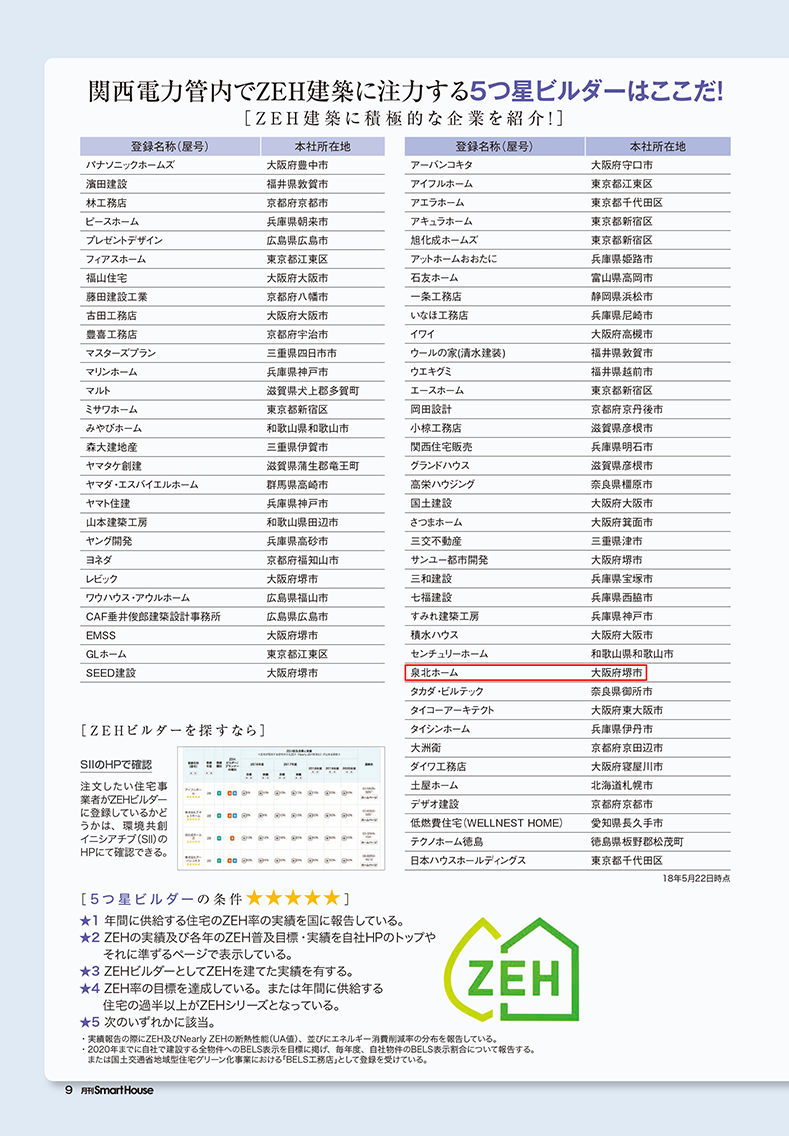 関西電力管内でZEH建築に注力する5つ星ビルダーはここだ!
[ZEH建築に積極的な企業を紹介!]
登録名称(屋号) 本社所在地
パナソニックホームズ 大阪府豊中市
濱田建設 福井県敦賀市
林工務店 京都府京都市
ピースホーム 兵庫県朝来市
プレゼントデザイン 広島県広島市
フィアスホーム 東京都江東区
福山住宅 大阪府大阪市
藤田建設工業 京都府八幡市
古田工務店 大阪府大阪市
豊喜工務店 京都府宇治市
マスターズプラン 三重県四日市市
マリンホーム 兵庫県神戸市
マルト 滋賀県犬上郡多賀町
ミサワホーム 東京都新宿区
みやびホーム 和歌山県和歌山市
森大建地産 三重県伊賀市
ヤマタケ創建 滋賀県蒲生郡竜王町
ヤマダ・エスバイエルホーム 群馬県高崎市
ヤマト住建 兵庫県神戸市
山本建築工房 和歌山県田辺市
ヤング開発 兵庫県高砂市
ヨネダ 京都府福知山市
レビック 大阪府堺市
ワウハウス・アウルホーム 広島県福山市
CAF垂井俊郎建築設計事務所 広島県広島市
EMSS 大阪府堺市
GLホーム 東京都江東区
SEED建設 大阪府堺市
登録名称(屋号) 本社所在地
アーバンコキタ 大阪府守口市
アイフルホーム 東京都江東区
アエラホーム 東京都千代田区
アキュラホーム 東京都新宿区
旭化成ホームズ 東京都新宿区
アットホームおおたに 兵庫県姫路市
石友ホーム 富山県高岡市
一条工務店 静岡県浜松市
いなほ工務店 兵庫県尼崎市
イワイ 大阪府高槻市
ウールの家(清水建装) 福井県敦賀市
ウエキグミ 福井県越前市
エースホーム 東京都新宿区
岡田設計 京都府京丹後市
小椋工務店 滋賀県彦根市
関西住宅販売 兵庫県明石市
グランドハウス 滋賀県彦根市
高栄ハウジング 奈良県橿原市
国土建設 大阪府大阪市
さつまホーム 大阪府箕面市
三交不動産 三重県津市
サンユー都市開発 大阪府堺市
三和建設 兵庫県宝塚市
七福建設 兵庫県西脇市
すみれ建築工房 兵庫県神戸市
積水ハウス 大阪府大阪市
センチュリーホーム 和歌山県和歌山市
泉北ホーム 大阪府堺市
タカダ・ビルテック 奈良県御所市
タイコーアーキテクト 大阪府東大阪市
タイシンホーム 兵庫県伊丹市
大洲衛 京都府京田辺市
ダイワ工務店 大阪府寝屋川市
土屋ホーム 北海道札幌市
デザオ建設 京都府京都市
低燃費住宅(WELLNEST HOME) 愛知県長久手市
テクノホーム徳島 徳島県板野郡松茂町
日本ハウスホールディングス 東京都千代田区
18年5月22日時点
[ZEHビルダーを探すなら]
SIIのHPで確認
注文したい住宅事
業者がZEHビルダー
に登録しているかど
うかは、環境共創
イニシアチブ(SII)の
HPにて確認できる。
[5つ星ビルダーの条件★★★★★]
★1 年間に供給する住宅のZEH率の実績を国に報告している。
★2 ZEHの実績及び各年のZEH普及目標・実績を自社HPのトップや
それに準ずるページで表示している。
★3 ZEHビルダーとしてZEHを建てた実績を有する。
★4 ZEH率の目標を達成している。または年間に供給する
住宅の過半以上がZEHシリーズとなっている。
★5 次のいずれかに該当。
・実績報告の際にZEH及びNearly ZEHの断熱性能(UA値)、並びにエネルギー消費削減率の分布を報告している。
・2020年までに自社で建設する全物件へのBELS表示を目標に掲げ、毎年度、自社物件のBELS表示割合について報告する。
または国土交通省地域型住宅グリーン化事業における「BELS工務店」として登録を受けている。
ZEH
9 月刊SmartHouse